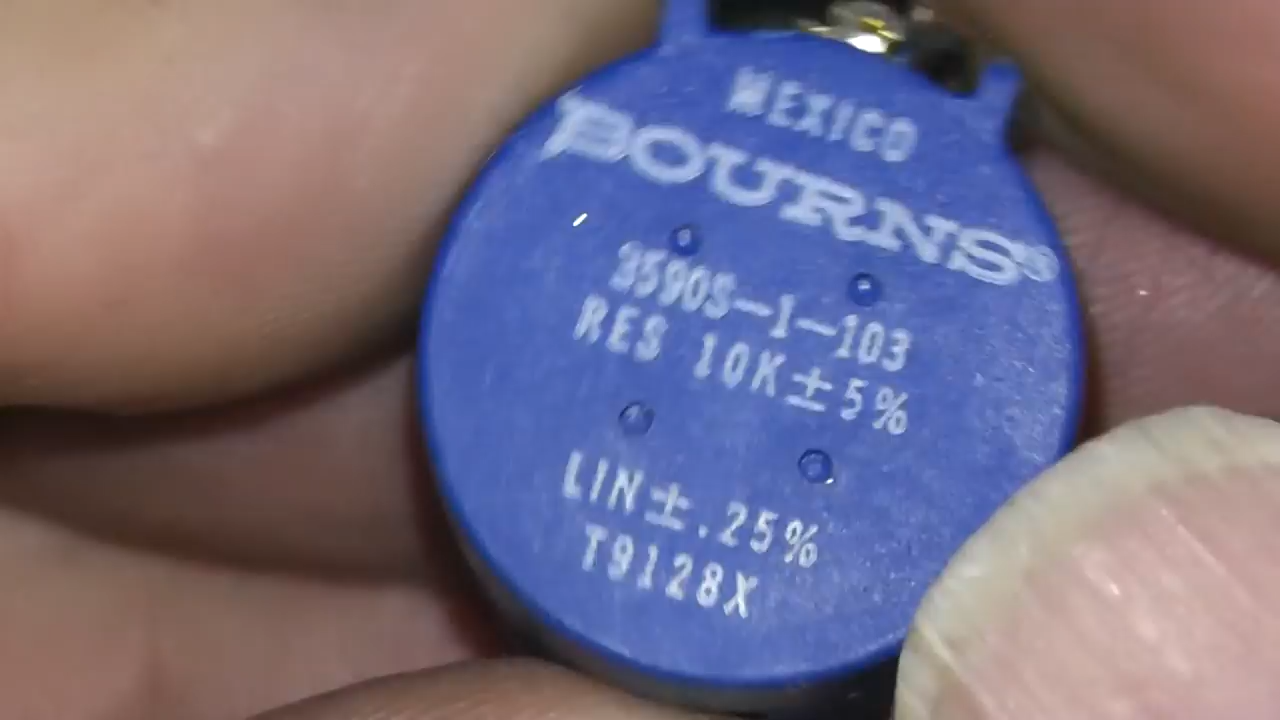 MEXICO
BOURNS®
3590S-1-103
RES 10K±5%
LIN±.25%
T9128X